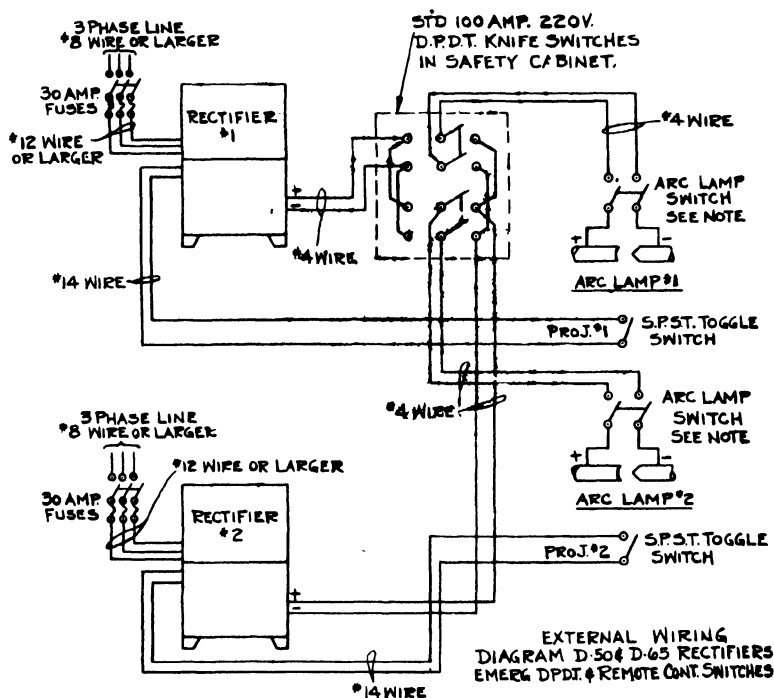 3 PHASE LINE
#8 WIRE OR LARGER
30 AMP.
FUSES
#12 WIRE
OR LARGER
RECTIFIER
#1
+
-
#4 WIRE
#14 WIRE
STD 100 AMP. 220V.
D.P.D.T. KNIFE SWITCHES
IN SAFETY CABINET.
#4 WIRE
ARC LAMP
SWITCH
SEE NOTE
+ -
ARC LAMP #1
PROJ. #1
S.P.S.T. TOGGLE
SWITCH
#4 WIRE
ARC LAMP
SWITCH
SEE NOTE
+ -
ARC LAMP #2
3 PHASE LINE
#8 WIRE OR LARGER
#12 WIRE OR LARGER
30 AMP.
FUSES
RECTIFIER
#2
+
-
#14 WIRE
PROJ. #2
S.P.S.T. TOGGLE
SWITCH
EXTERNAL WIRING
DIAGRAM D-50 & D-65 RECTIFIERS
EMERG DPDT. & REMOTE CONT. SWITCHES